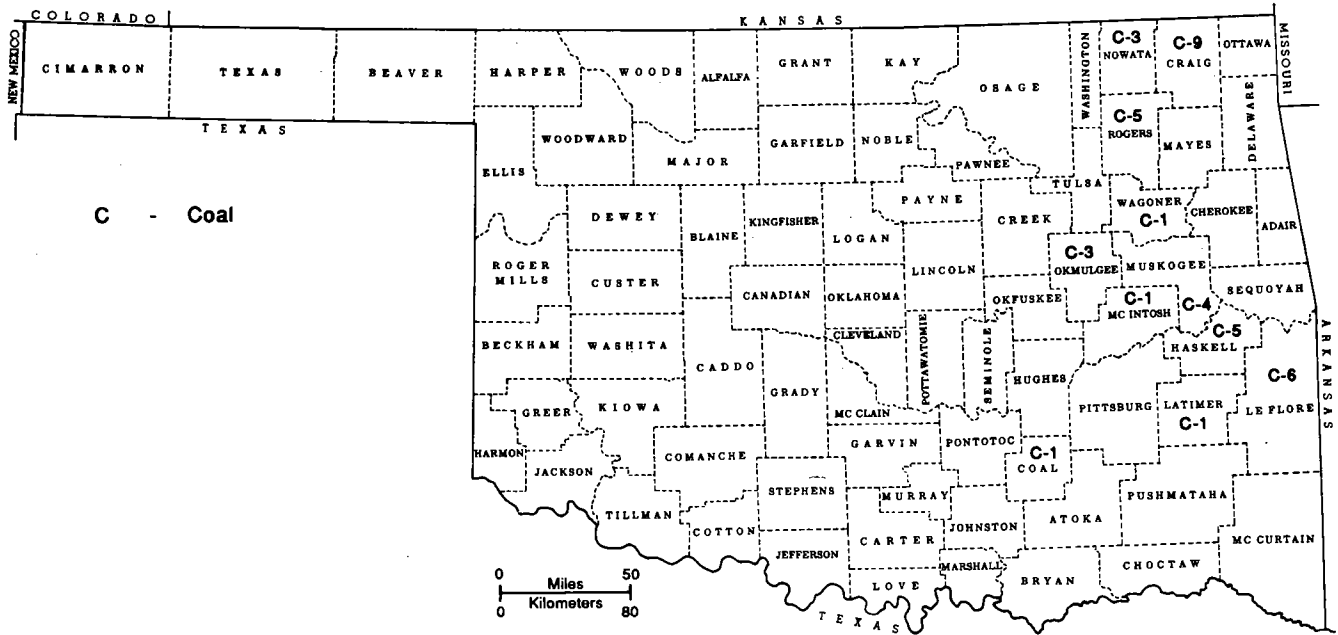 COLORADO
KANSAS
NEW MEXICO
CIMARRON
TEXAS
BEAVER
HARPER
WOODS
ALFALFA
GRANT
KAY
OSAGE
WASHINGTON
C-3
NOWATA
C-9
CRAIG
OTTAWA
MISSOURI
TEXAS
ELLIS
WOODWARD
MAJOR
GARFIELD
NOBLE
PAWNEE
C-5
ROGERS
MAYES
DELAWARE
C - Coal
DEWEY
BLAINE
KINGFISHER
LOGAN
PAYNE
CREEK
TULSA
WAGONER
C-1
CHEROKEE
ADAIR
ROGER
MILLS
CUSTER
CANADIAN
OKLAHOMA
LINCOLN
OKFUSKEE
C-3
OKMULGEE
MUSKOGEE
C-4
SEQUOYAH
C-1
MC INTOSH
BECKHAM
WASHITA
CADDO
GRADY
CLEVELAND
POTTAWATOMIE
SEMINOLE
HUGHES
C-5
HASKELL
ARKANSAS
GREER
KIOWA
MC CLAIN
PITTSBURG
LATIMER
C-1
C-6
LE FLORE
HARMON
JACKSON
COMANCHE
GARVIN
PONTOTOC
C-1
COAL
TILLMAN
COTTON
STEPHENS
MURRAY
JOHNSTON
ATOKA
PUSHMATAHA
MC CURTAIN
JEFFERSON
CARTER
MARSHALL
LOVE
BRYAN
CHOCTAW
0 50
Miles
Kilometers
0 80
TEXAS